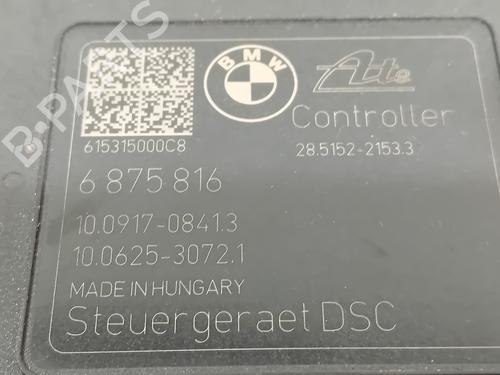 BMW
Ate
Controller
615315000C8
28.5152-2153.3
6 875 816
10.0917-0841.3
10.0625-3072.1
MADE IN HUNGARY
Steuergeraet DSC
B-PARTS